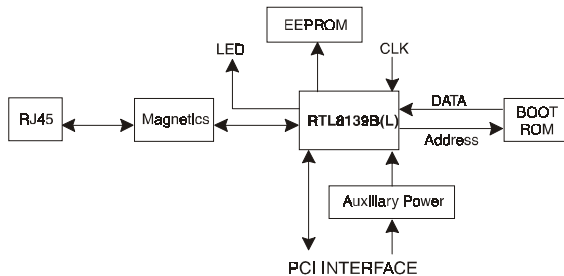 EEPROM
LED
CLK
RJ45
Magnetics
RTL8139B(L)
DATA
Address
BOOT
ROM
Auxiliary Power
PCI INTERFACE